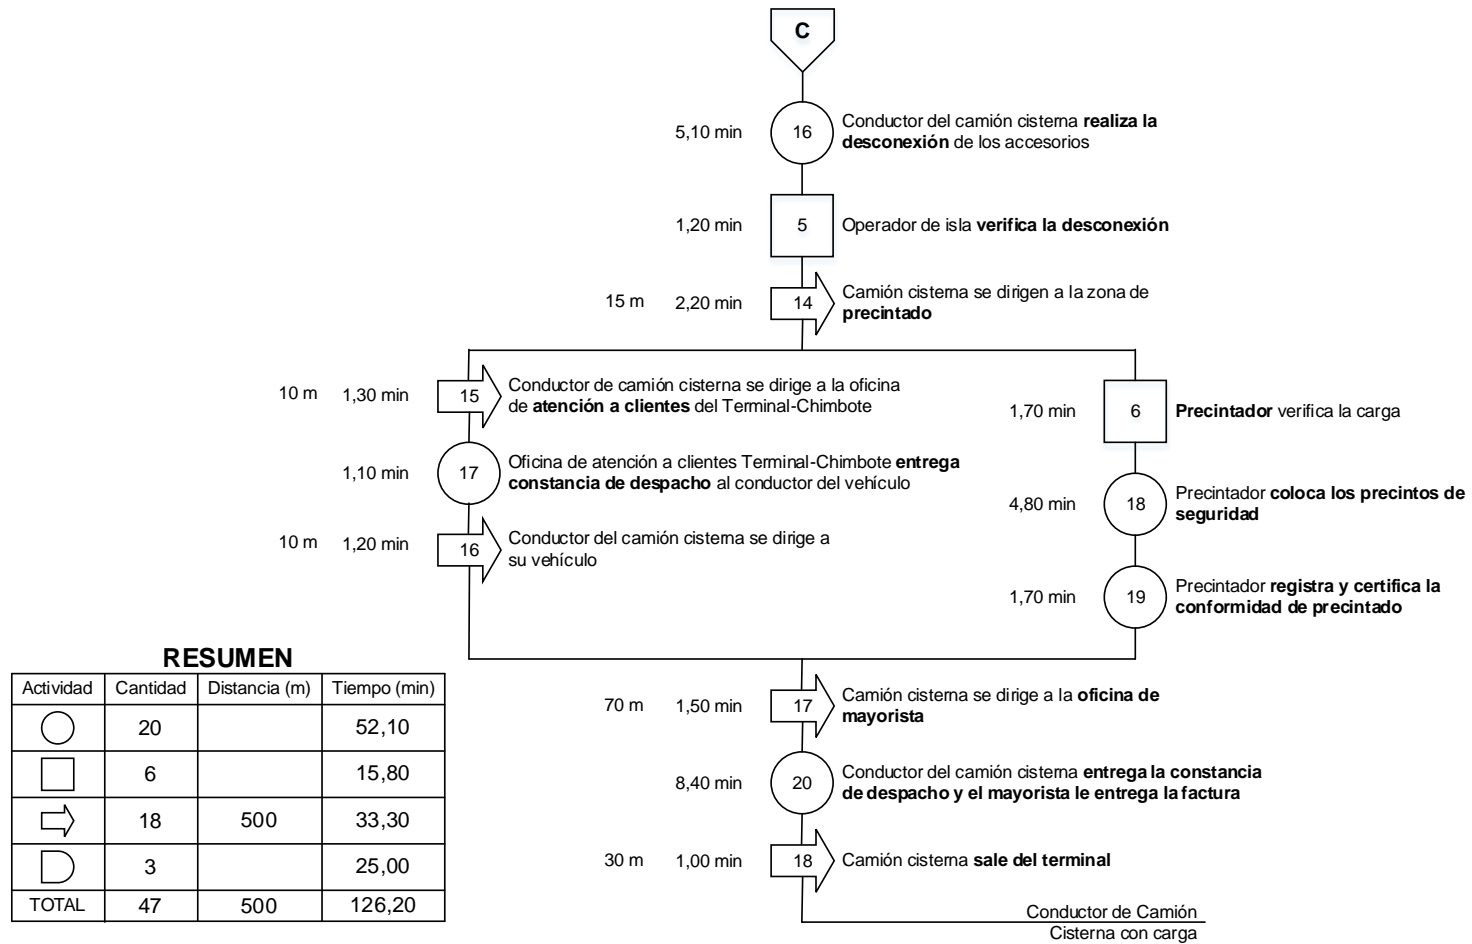 C
5,10 min
16
Conductor del camión cisterna realiza la
desconexión de los accesorios
1,20 min
5
Operador de isla verifica la desconexión
15 m
2,20 min
14
Camión cisterna se dirigen a la zona de
precintado
10 m
1,30 min
15
Conductor de camión cisterna se dirige a la oficina
de atención a clientes del Terminal-Chimbote
1,10 min
17
Oficina de atención a clientes Terminal-Chimbote entrega
constancia de despacho al conductor del vehículo
10 m
1,20 min
16
Conductor del camión cisterna se dirige a
su vehículo
1,70 min
6
Precintador verifica la carga
4,80 min
18
Precintador coloca los precintos de
seguridad
1,70 min
19
Precintador registra y certifica la
conformidad de precintado
70 m
1,50 min
17
Camión cisterna se dirige a la oficina de
mayorista
8,40 min
20
Conductor del camión cisterna entrega la constancia
de despacho y el mayorista le entrega la factura
30 m
1,00 min
18
Camión cisterna sale del terminal
Conductor de Camión
Cisterna con carga
RESUMEN
Actividad Cantidad Distancia (m) Tiempo (min)
20 52,10
6 15,80
18 500 33,30
3 25,00
TOTAL 47 500 126,20